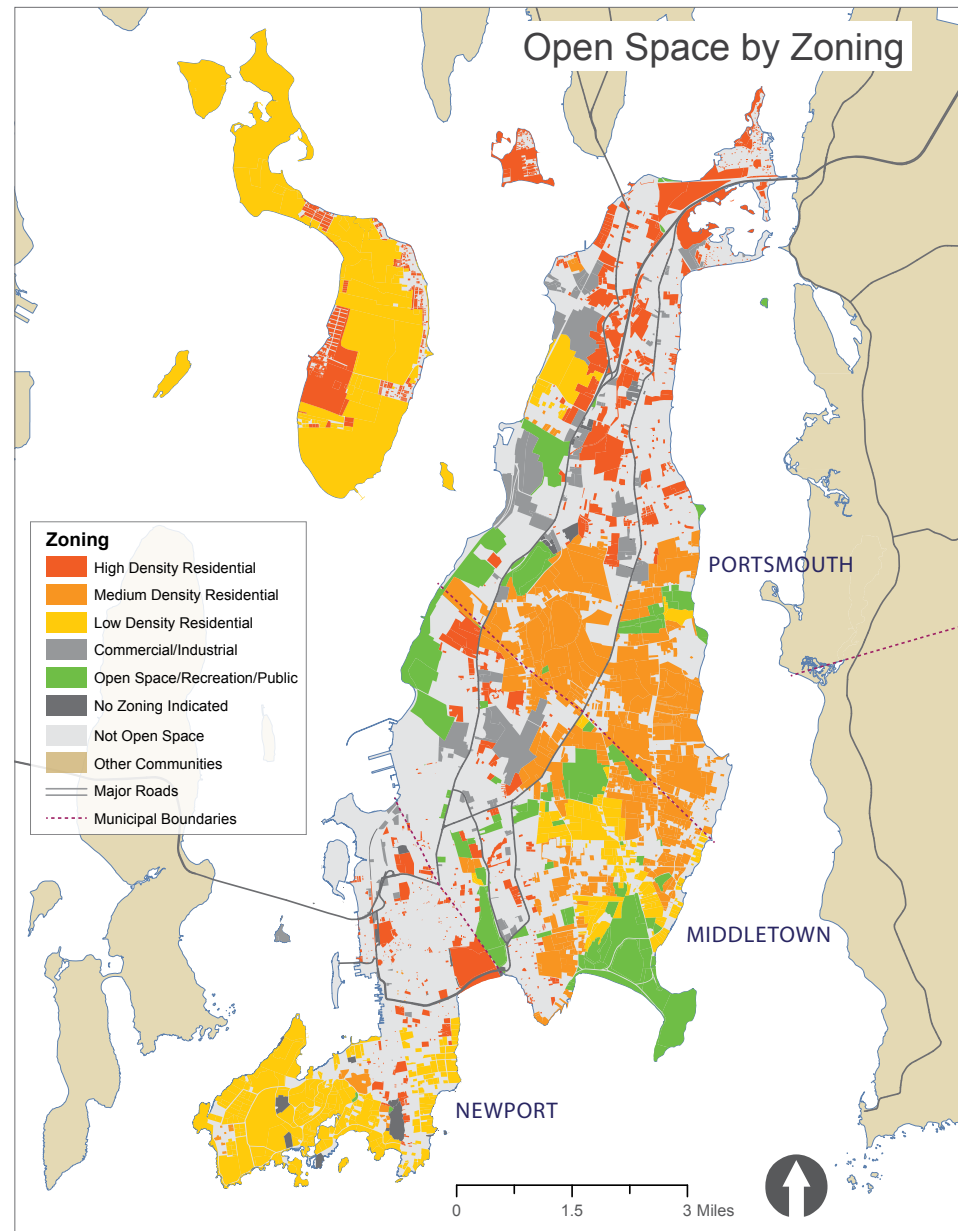 Open Space by Zoning
Zoning
High Density Residential
Medium Density Residential
Low Density Residential
Commercial/Industrial
Open Space/Recreation/Public
No Zoning Indicated
Not Open Space
Other Communities
Major Roads
Municipal Boundaries
PORTSMOUTH
MIDDLETOWN
NEWPORT
0 1.5 3 Miles